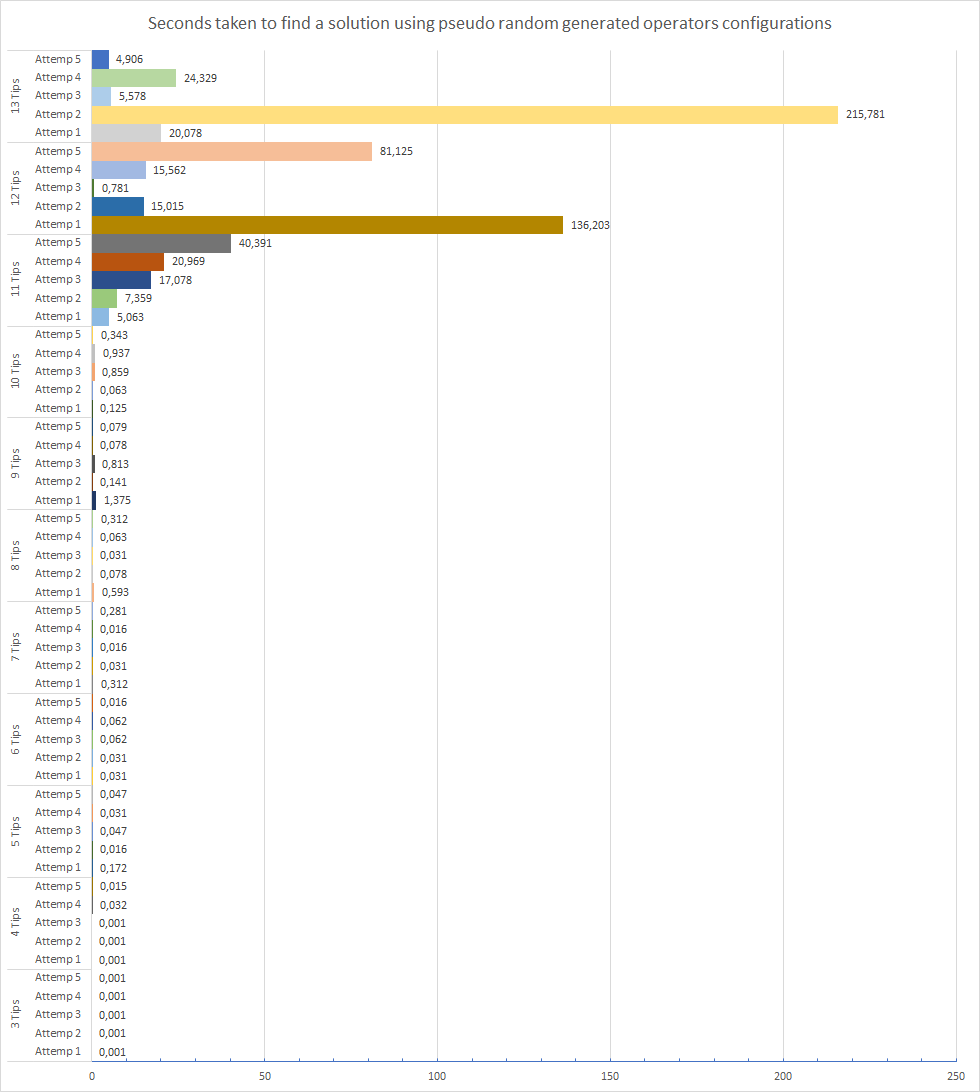 Seconds taken to find a solution using pseudo random generated operators configurations
13 Tips
Attemp 5 4,906
Attemp 4 24,329
Attemp 3 5,578
Attemp 2 215,781
Attemp 1 20,078
12 Tips
Attemp 5 81,125
Attemp 4 15,562
Attemp 3 0,781
Attemp 2 15,015
Attemp 1 136,203
11 Tips
Attemp 5 40,391
Attemp 4 20,969
Attemp 3 17,078
Attemp 2 7,359
Attemp 1 5,063
10 Tips
Attemp 5 0,343
Attemp 4 0,937
Attemp 3 0,859
Attemp 2 0,063
Attemp 1 0,125
9 Tips
Attemp 5 0,079
Attemp 4 0,078
Attemp 3 0,813
Attemp 2 0,141
Attemp 1 1,375
8 Tips
Attemp 5 0,312
Attemp 4 0,063
Attemp 3 0,031
Attemp 2 0,078
Attemp 1 0,593
7 Tips
Attemp 5 0,281
Attemp 4 0,016
Attemp 3 0,016
Attemp 2 0,031
Attemp 1 0,312
6 Tips
Attemp 5 0,016
Attemp 4 0,062
Attemp 3 0,062
Attemp 2 0,031
Attemp 1 0,031
5 Tips
Attemp 5 0,047
Attemp 4 0,031
Attemp 3 0,047
Attemp 2 0,016
Attemp 1 0,172
4 Tips
Attemp 5 0,015
Attemp 4 0,032
Attemp 3 0,001
Attemp 2 0,001
Attemp 1 0,001
3 Tips
Attemp 5 0,001
Attemp 4 0,001
Attemp 3 0,001
Attemp 2 0,001
Attemp 1 0,001
0 50 100 150 200 250